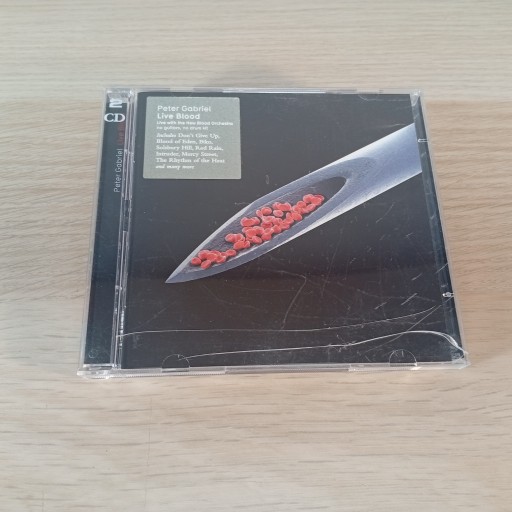 Peter Gabriel
Live Blood
Live with the New Blood Orchestra
no guitars, no drum kit
Includes Don't Give Up,
Blood of Eden, Biko,
Solsbury Hill, Red Rain,
Intruder, Mercy Street,
The Rhythm of the Heat
and many more
2
CD
Peter Gabriel